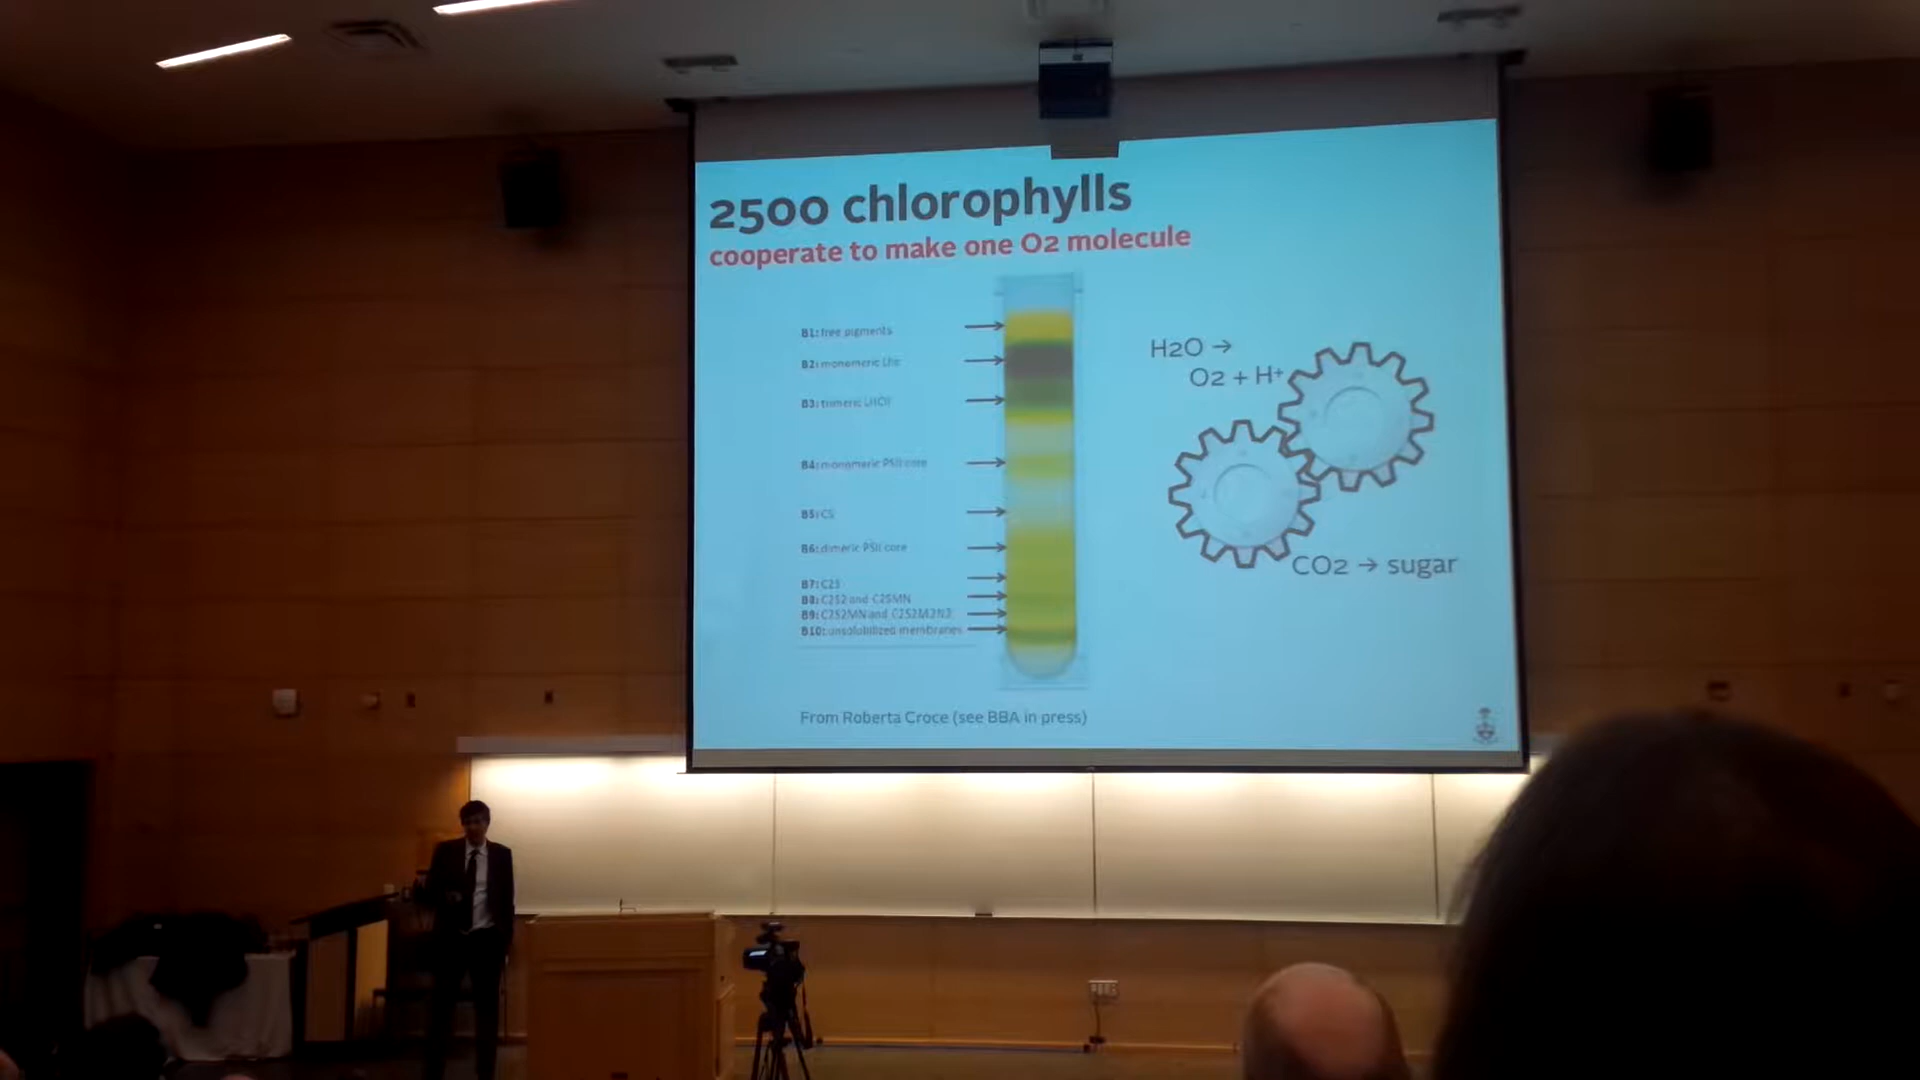 2500 chlorophylls
cooperate to make one O2 molecule
B1: free pigments
B2: monomeric Lhc
B3: trimeric LHCII
B4: monomeric PSII core
B5: CS
B6: dimeric PSII core
B7: C2S
B8: C2S2 and C2SMN
B9: C2S2MN and C2S2M2N2
B10: unsolubilized membranes
H2O →
O2 + H+
CO2 → sugar
From Roberta Croce (see BBA in press)